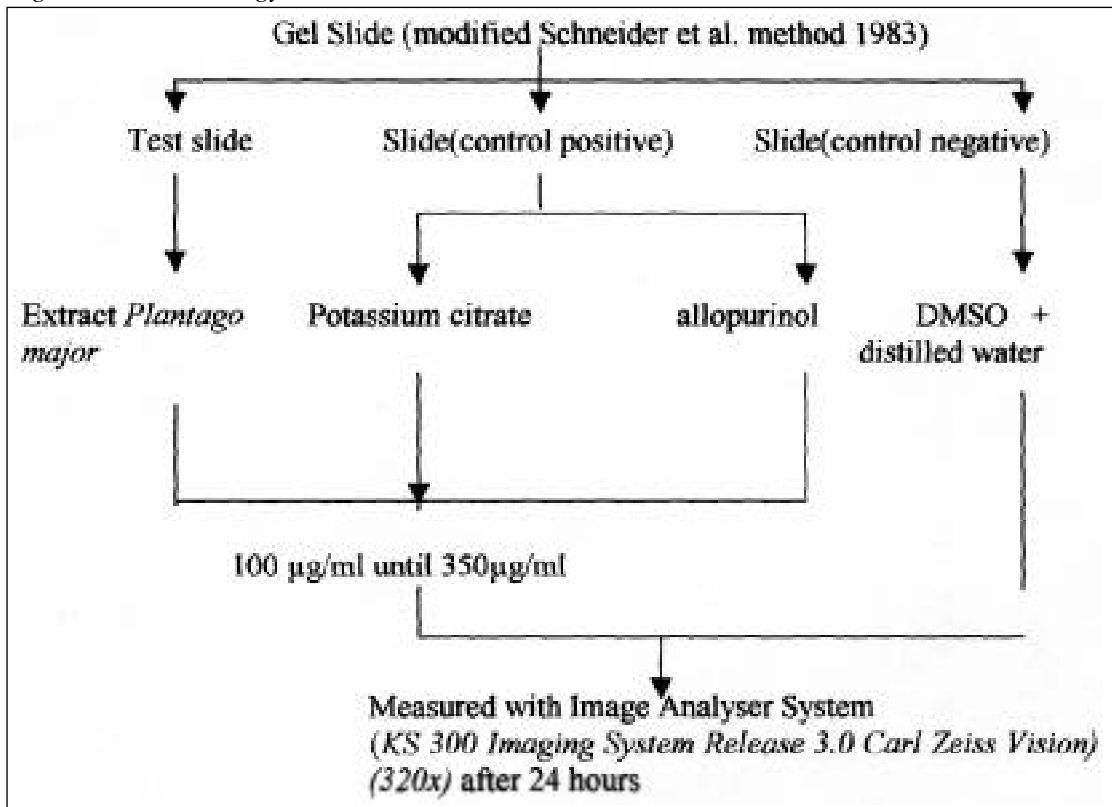 Gel Slide (modified Schneider et al. method 1983)
Test slide
Slide(control positive)
Slide(control negative)
Extract Plantago
major
Potassium citrate
allopurinol
DMSO +
distilled water
100 µg/ml until 350µg/ml
Measured with Image Analyser System
(KS 300 Imaging System Release 3.0 Carl Zeiss Vision)
(320x) after 24 hours